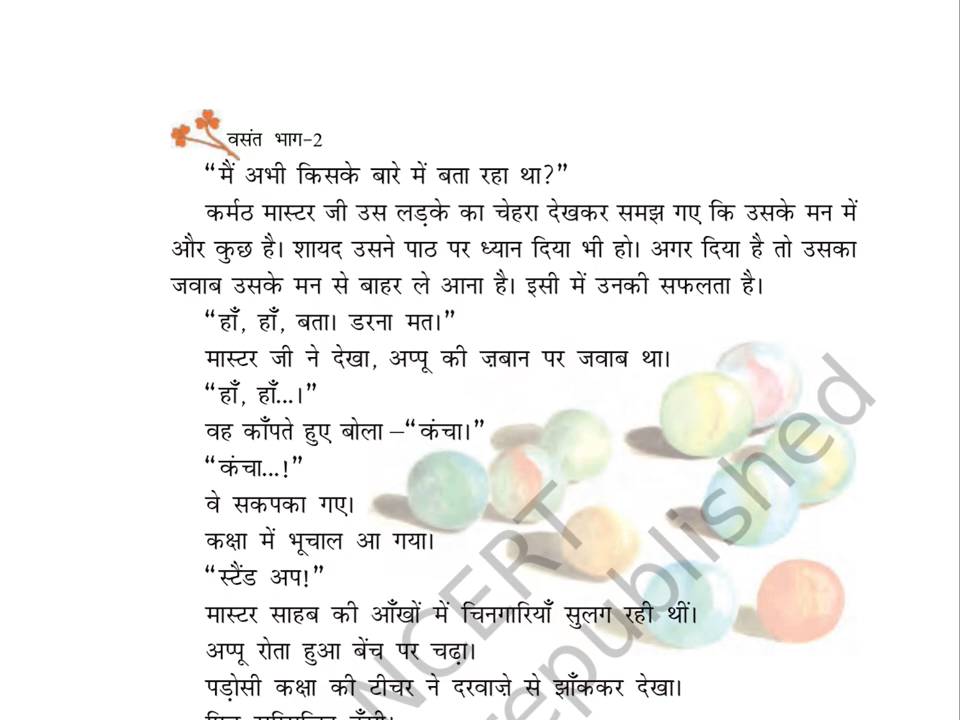 वसंत भाग-2
“मैं अभी किसके बारे में बता रहा था?”
कर्मठ मास्टर जी उस लड़के का चेहरा देखकर समझ गए कि उसके मन में
और कुछ है। शायद उसने पाठ पर ध्यान दिया भी हो। अगर दिया है तो उसका
जवाब उसके मन से बाहर ले आना है। इसी में उनकी सफलता है।
“हाँ, हाँ, बता। डरना मत।”
मास्टर जी ने देखा, अप्पू की ज़बान पर जवाब था।
“हाँ, हाँ...।”
वह काँपते हुए बोला–“कंचा।”
“कंचा...!”
वे सकपका गए।
कक्षा में भूचाल आ गया।
“स्टैंड अप!”
मास्टर साहब की आँखों में चिनगारियाँ सुलग रही थीं।
अप्पू रोता हुआ बेंच पर चढ़ा।
पड़ोसी कक्षा की टीचर ने दरवाज़े से झाँककर देखा।
NCERT
republished